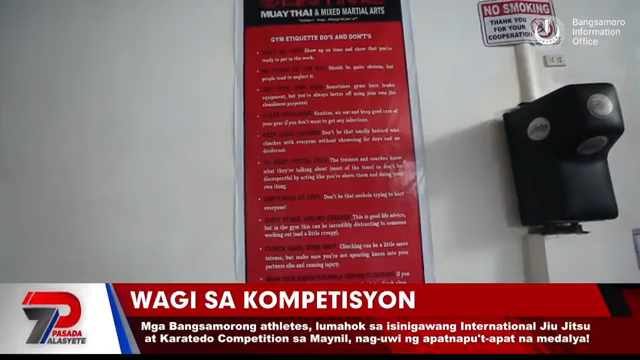 MUAY THAI & MIXED MARTIAL ARTS
GYM ETIQUETTE DO'S AND DON'TS
Show up on time and show that you're
ready to put in the work.
Should be quite obvious, but
people tend to neglect it.
Sometimes gyms have loader
equipment, but you're always better off using your own (for
cleanliness purposes)
Sanitize, air out and keep good care of
your gear if you don't want to get any infections.
Don't be that smelly bastard who
clinches with everyone without showering for days and no
deodorant.
The trainers and coaches know
what they're talking about (most of the time) so don't be
disrespectful by acting like you're above them and doing your
own thing.
Don't be that asshole trying to hurt
everyone!
This is good life advice,
but in the gym this can be incredibly distracting to someone
working out (and a little creepy).
Clinching can be a little more
intense, but make sure you're not spearing knees into your
partners ribs and causing injury.
If you
NO SMOKING
THANK YOU
FOR YOUR
COOPERATION
Bangsamoro
Information
Office
7 PASADA
ALASYETE
WAGI SA KOMPETISYON
Mga Bangsamorong athletes, lumahok sa isinigawang International Jiu Jitsu
at Karatedo Competition sa Maynil, nag-uwi ng apatnapu't-apat na medalya!